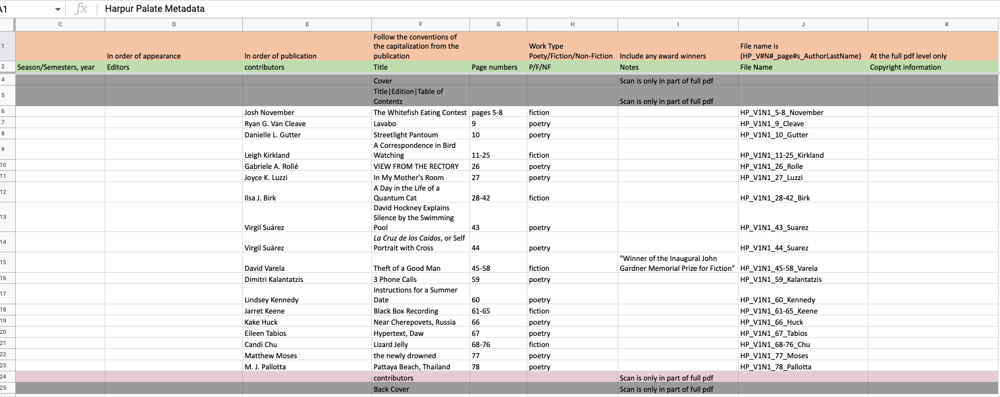 A1 fx Harpur Palate Metadata
C D E F G H I J K
1 In order of appearance In order of publication Follow the conventions of the capitalization from the publication Work Type Poety/Fiction/Non-Fiction Include any award winners File name is (HP_V#N#_page#s_AuthorLastName) At the full pdf level only
2 Season/Semesters, year Editors contributors Title Page numbers P/F/NF Notes File Name Copyright information
4 Cover Scan is only in part of full pdf
5 Title|Edition|Table of Contents Scan is only in part of full pdf
6 Josh November The Whitefish Eating Contest pages 5-8 fiction HP_V1N1_5-8_November
7 Ryan G. Van Cleave Lavabo 9 poetry HP_V1N1_9_Cleave
8 Danielle L. Gutter Streetlight Pantoum 10 poetry HP_V1N1_10_Gutter
9 Leigh Kirkland A Correspondence in Bird Watching 11-25 fiction HP_V1N1_11-25_Kirkland
10 Gabriele A. Rollé VIEW FROM THE RECTORY 26 poetry HP_V1N1_26_Rolle
11 Joyce K. Luzzi In My Mother's Room 27 poetry HP_V1N1_27_Luzzi
12 Ilsa J. Birk A Day in the Life of a Quantum Cat 28-42 fiction HP_V1N1_28-42_Birk
13 Virgil Suárez David Hockney Explains Silence by the Swimming Pool 43 poetry HP_V1N1_43_Suarez
14 Virgil Suárez La Cruz de los Caidos, or Self Portrait with Cross 44 poetry HP_V1N1_44_Suarez
15 David Varela Theft of a Good Man 45-58 fiction "Winner of the Inaugural John Gardner Memorial Prize for Fiction" HP_V1N1_45-58_Varela
16 Dimitri Kalantatzis 3 Phone Calls 59 poetry HP_V1N1_59_Kalantatzis
17 Lindsey Kennedy Instructions for a Summer Date 60 poetry HP_V1N1_60_Kennedy
18 Jarret Keene Black Box Recording 61-65 fiction HP_V1N1_61-65_Keene
19 Kake Huck Near Cherepovets, Russia 66 poetry HP_V1N1_66_Huck
20 Eileen Tabios Hypertext, Daw 67 poetry HP_V1N1_67_Tabios
21 Candi Chu Lizard Jelly 68-76 fiction HP_V1N1_68-76_Chu
22 Matthew Moses the newly drowned 77 poetry HP_V1N1_77_Moses
23 M. J. Pallotta Pattaya Beach, Thailand 78 poetry HP_V1N1_78_Pallotta
24 contributors Scan is only in part of full pdf
25 Back Cover Scan is only in part of full pdf